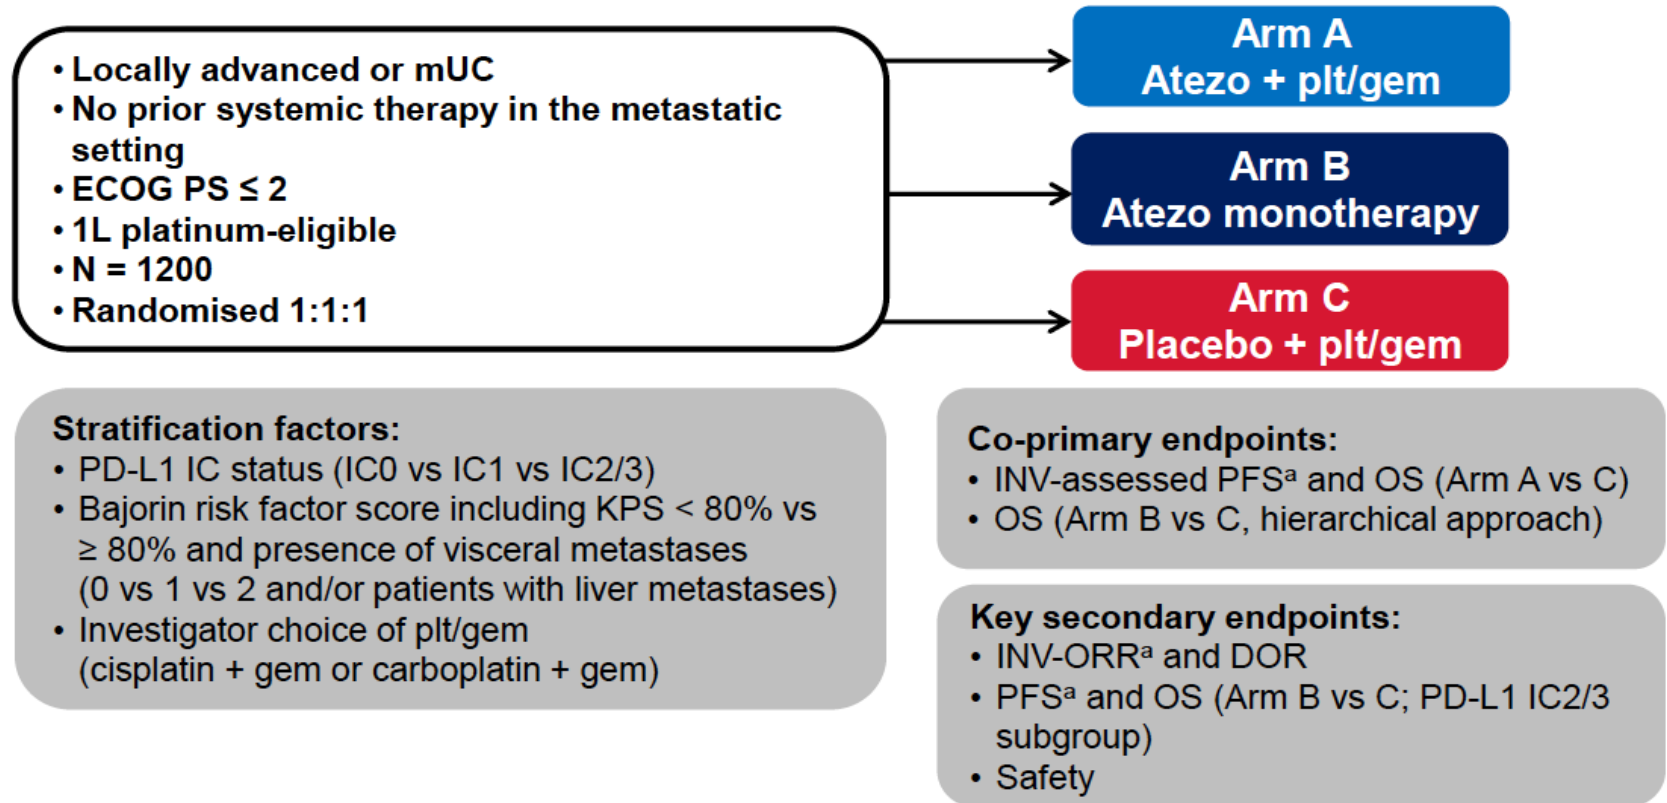 • Locally advanced or mUC
• No prior systemic therapy in the metastatic
setting
• ECOG PS ≤ 2
• 1L platinum-eligible
• N = 1200
• Randomised 1:1:1
Arm A
Atezo + plt/gem
Arm B
Atezo monotherapy
Arm C
Placebo + plt/gem
Stratification factors:
• PD-L1 IC status (IC0 vs IC1 vs IC2/3)
• Bajorin risk factor score including KPS < 80% vs
≥ 80% and presence of visceral metastases
(0 vs 1 vs 2 and/or patients with liver metastases)
• Investigator choice of plt/gem
(cisplatin + gem or carboplatin + gem)
Co-primary endpoints:
• INV-assessed PFSᵃ and OS (Arm A vs C)
• OS (Arm B vs C, hierarchical approach)
Key secondary endpoints:
• INV-ORRᵃ and DOR
• PFSᵃ and OS (Arm B vs C; PD-L1 IC2/3
subgroup)
• Safety